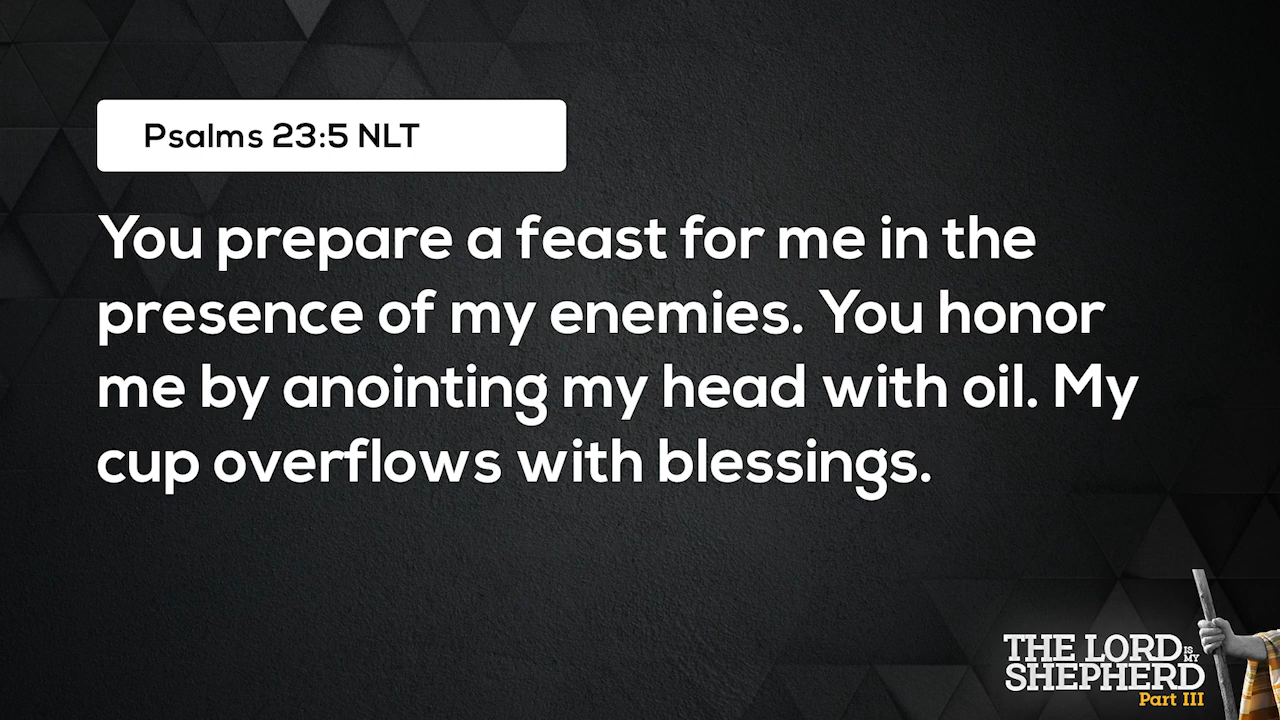 Psalms 23:5 NLT
You prepare a feast for me in the
presence of my enemies. You honor
me by anointing my head with oil. My
cup overflows with blessings.
THE LORD IS MY
SHEPHERD
Part III